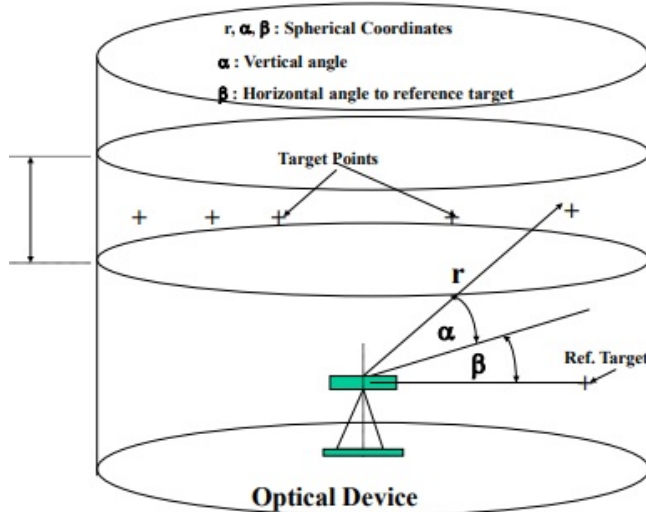 r, α, β : Spherical Coordinates
α : Vertical angle
β : Horizontal angle to reference target
Target Points
r
α
β
Ref. Target
Optical Device